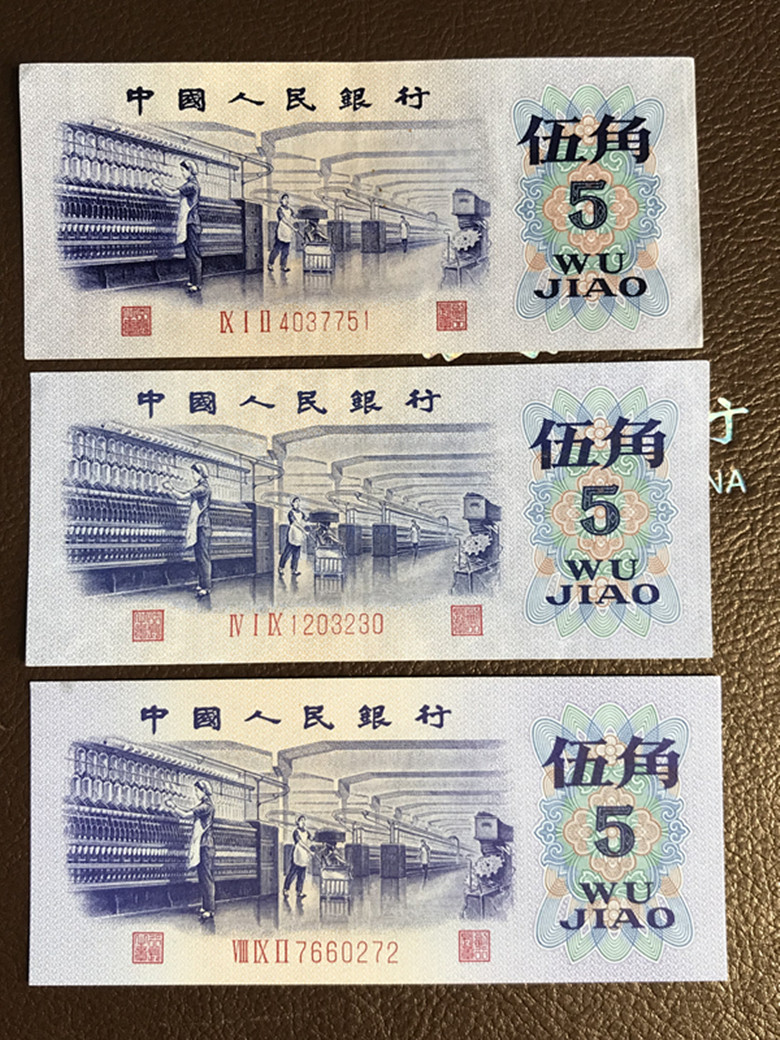 中國人民銀行
伍角
5
WU
JIAO
Ⅸ Ⅰ Ⅱ 4037751
中國人民銀行
伍角
5
WU
JIAO
Ⅳ Ⅰ Ⅸ 1203230
中國人民銀行
伍角
5
WU
JIAO
Ⅷ Ⅸ Ⅱ 7660272